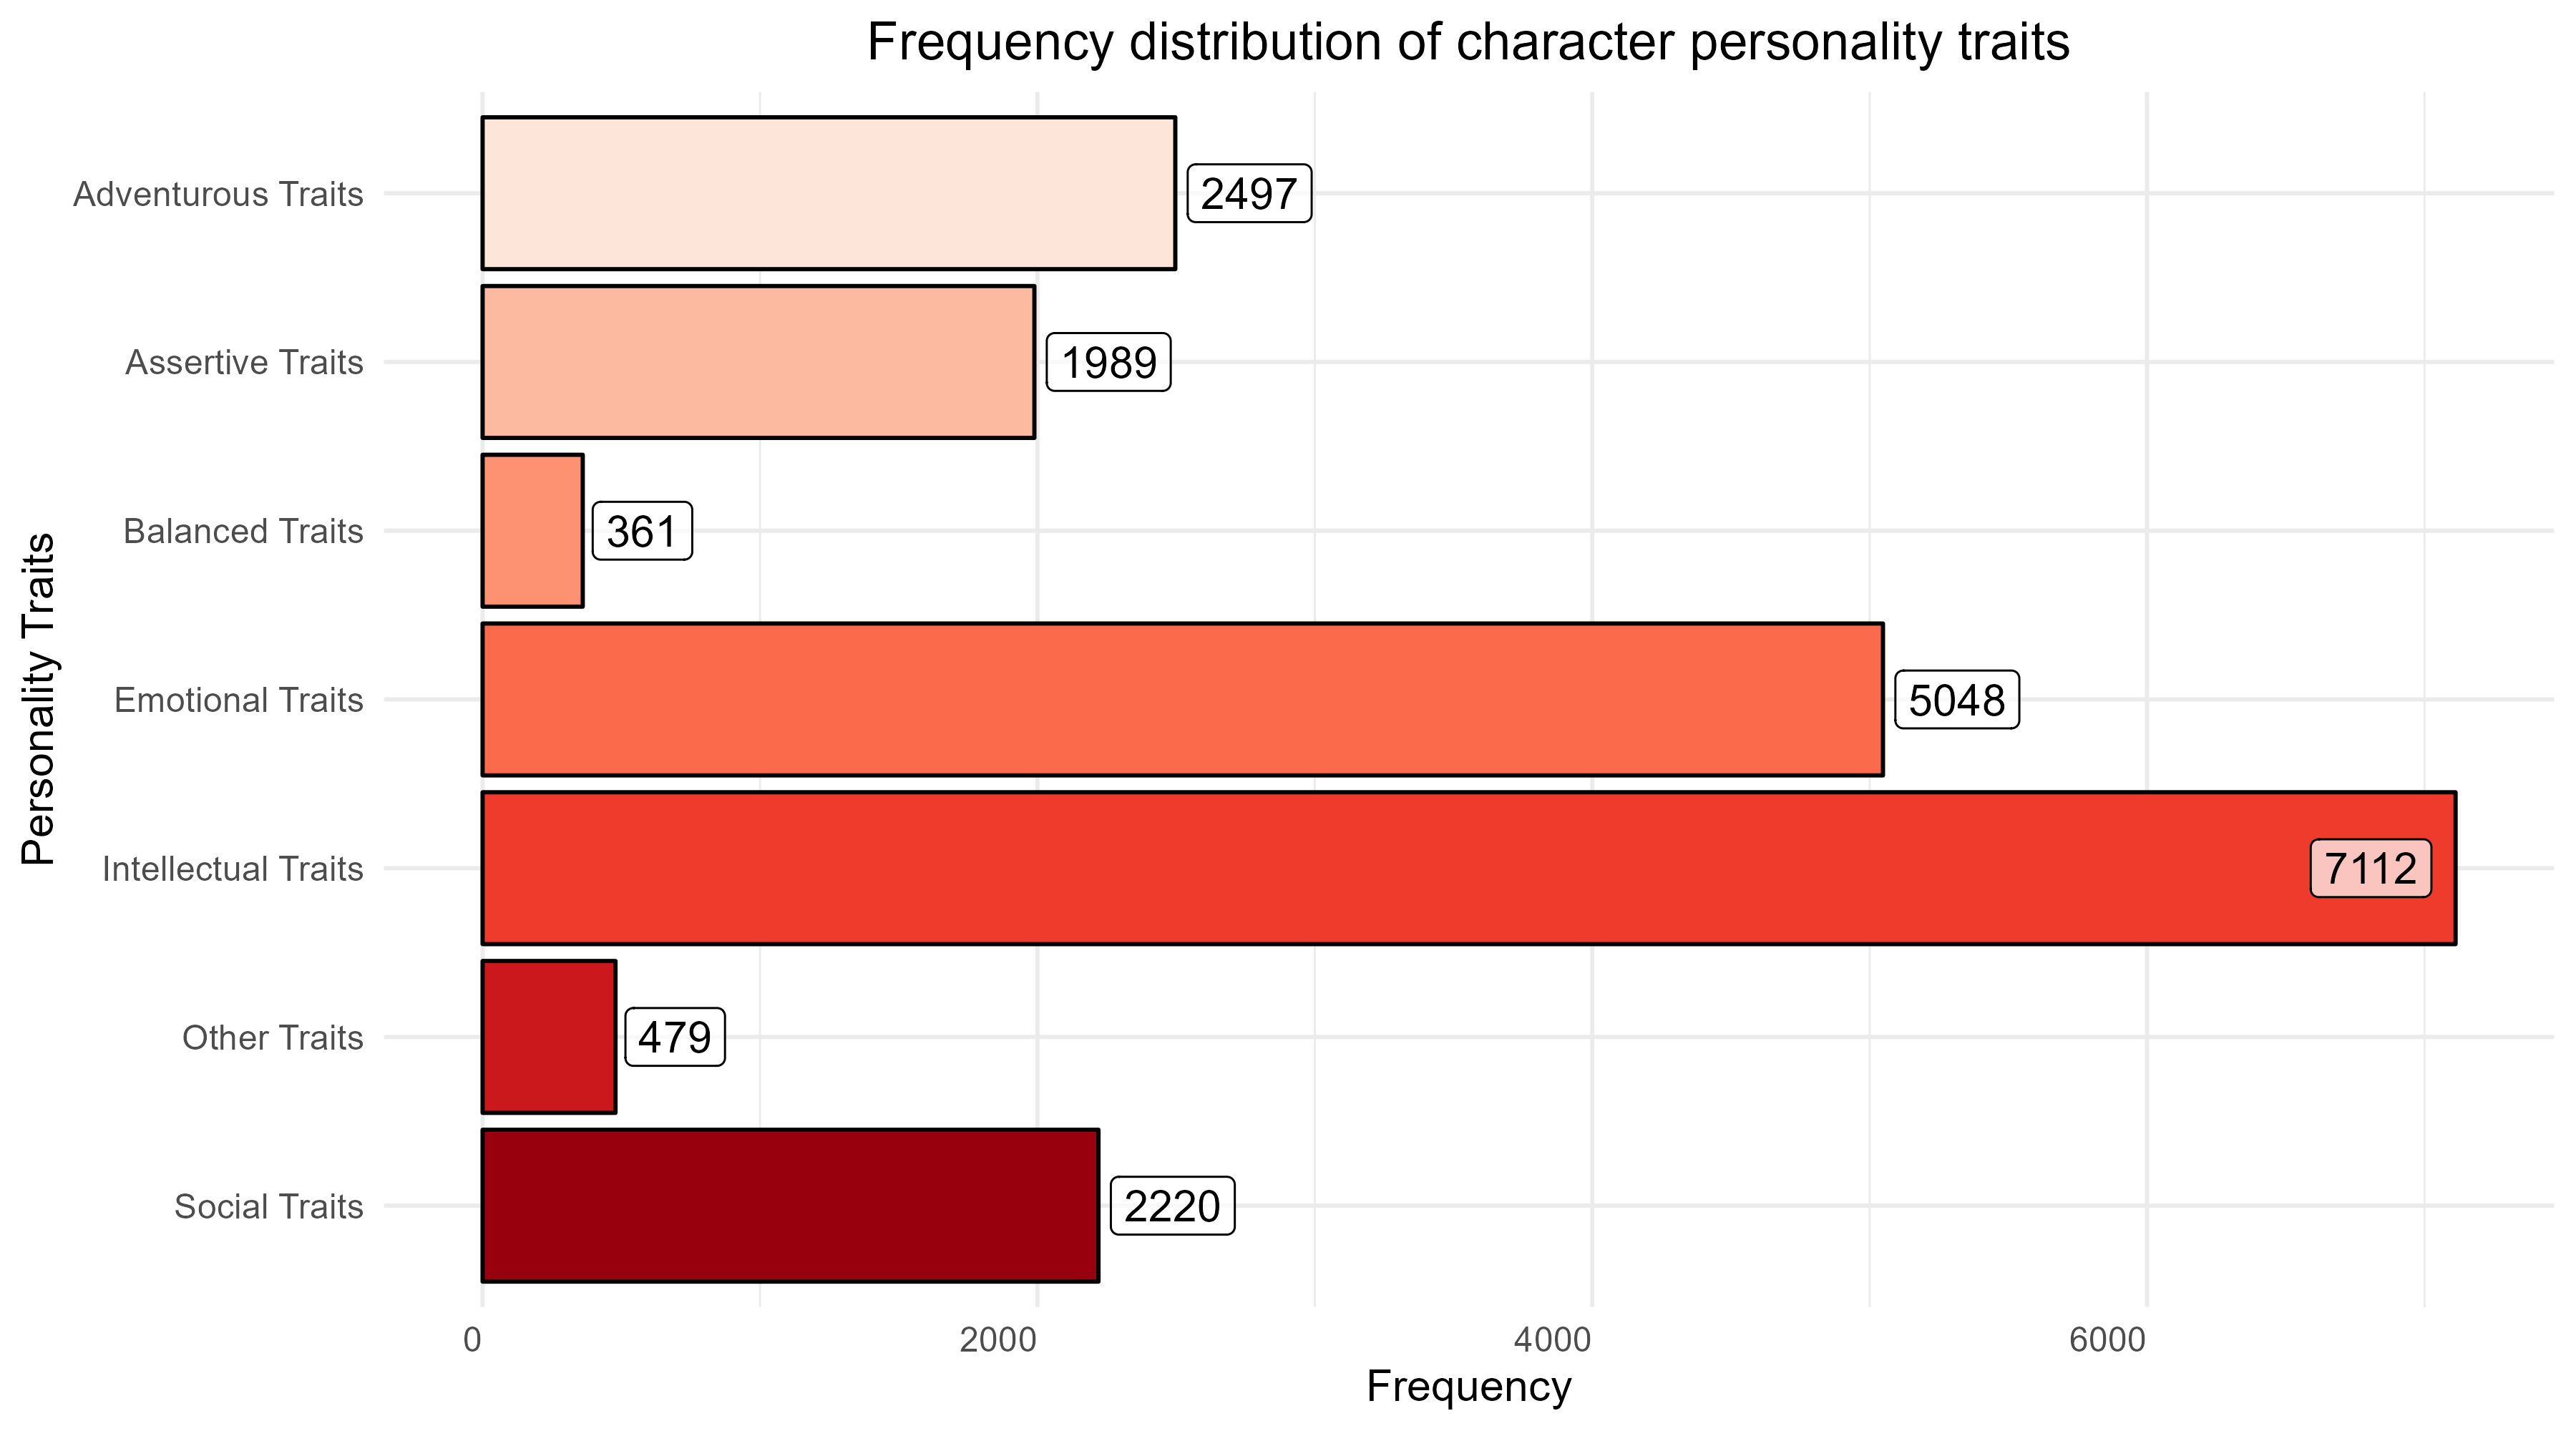 Frequency distribution of character personality traits
Personality Traits
Adventurous Traits 2497
Assertive Traits 1989
Balanced Traits 361
Emotional Traits 5048
Intellectual Traits 7112
Other Traits 479
Social Traits 2220
0 2000 4000 6000
Frequency